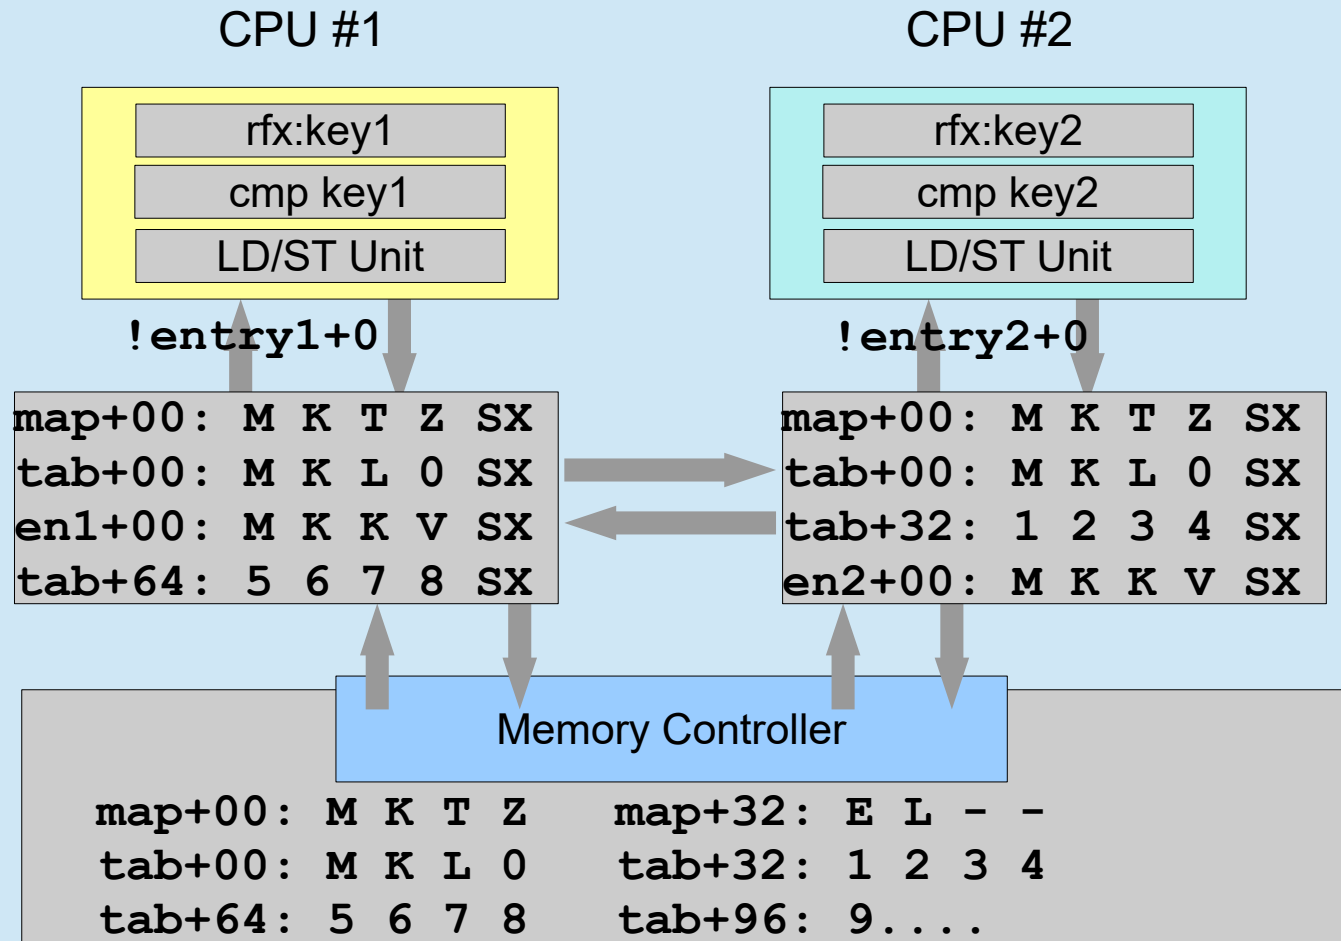 CPU #1 CPU #2
rfx:key1 rfx:key2
cmp key1 cmp key2
LD/ST Unit LD/ST Unit
!entry1+0 !entry2+0
map+00: M K T Z SX map+00: M K T Z SX
tab+00: M K L 0 SX tab+00: M K L 0 SX
en1+00: M K K V SX tab+32: 1 2 3 4 SX
tab+64: 5 6 7 8 SX en2+00: M K K V SX
Memory Controller
map+00: M K T Z map+32: E L - -
tab+00: M K L 0 tab+32: 1 2 3 4
tab+64: 5 6 7 8 tab+96: 9....